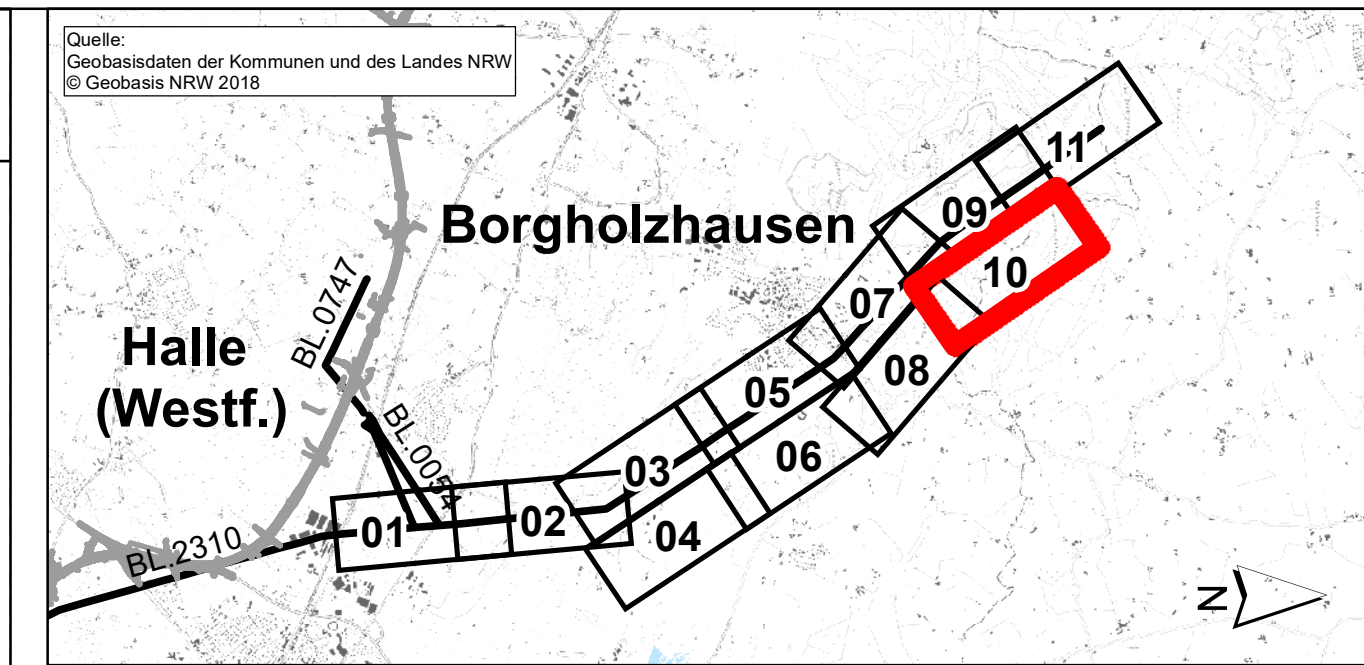 Quelle:
Geobasisdaten der Kommunen und des Landes NRW
© Geobasis NRW 2018
11
09
Borgholzhausen
10
BL.0747
07
Halle
(Westf.)
08
05
BL.0054
06
03
02
01
04
BL.2310
N